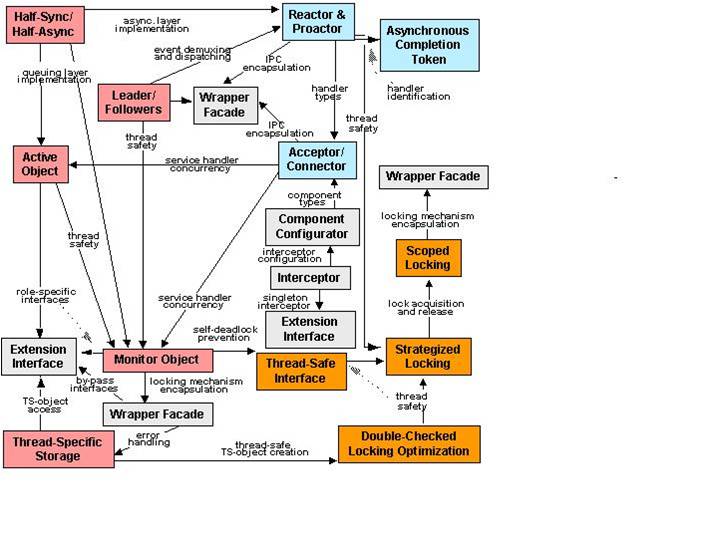 Half-Sync/
Half-Async
async. layer
implementation
Reactor &
Proactor
Asynchronous
Completion
Token
event demuxing
and dispatching
IPC
encapsulation
queuing layer
implementation
Leader/
Followers
Wrapper
Facade
handler
types
handler
identification
thread
safety
IPC
encapsulation
thread
safety
Active
Object
service handler
concurrency
Acceptor/
Connector
Wrapper Facade
component
types
Component
Configurator
locking mechanism
encapsulation
thread
safety
interceptor
configuration
Scoped
Locking
Interceptor
role-specific
interfaces
service handler
concurrency
singleton
interceptor
lock acquisition
and release
Extension
Interface
self-deadlock
prevention
Extension
Interface
Monitor Object
Thread-Safe
Interface
Strategized
Locking
by-pass
interfaces
locking mechanism
encapsulation
TS-object
access
Wrapper Facade
thread
safety
error
handling
Thread-Specific
Storage
thread-safe
TS-object creation
Double-Checked
Locking Optimization
-